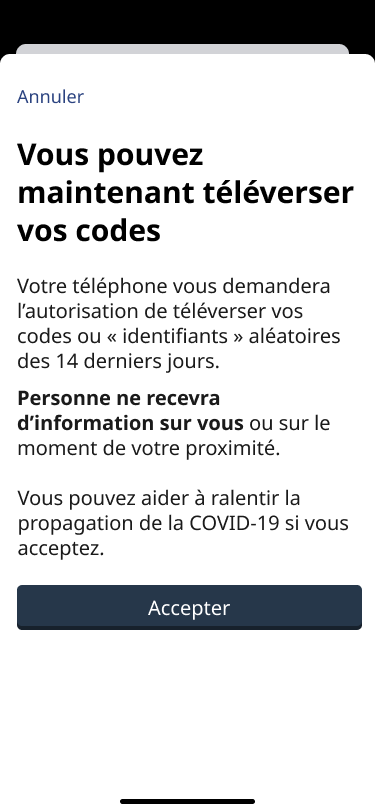 Annuler
Vous pouvez
maintenant téléverser
vos codes
Votre téléphone vous demandera
l’autorisation de téléverser vos
codes ou « identifiants » aléatoires
des 14 derniers jours.
Personne ne recevra
d’information sur vous ou sur le
moment de votre proximité.
Vous pouvez aider à ralentir la
propagation de la COVID-19 si vous
acceptez.
Accepter